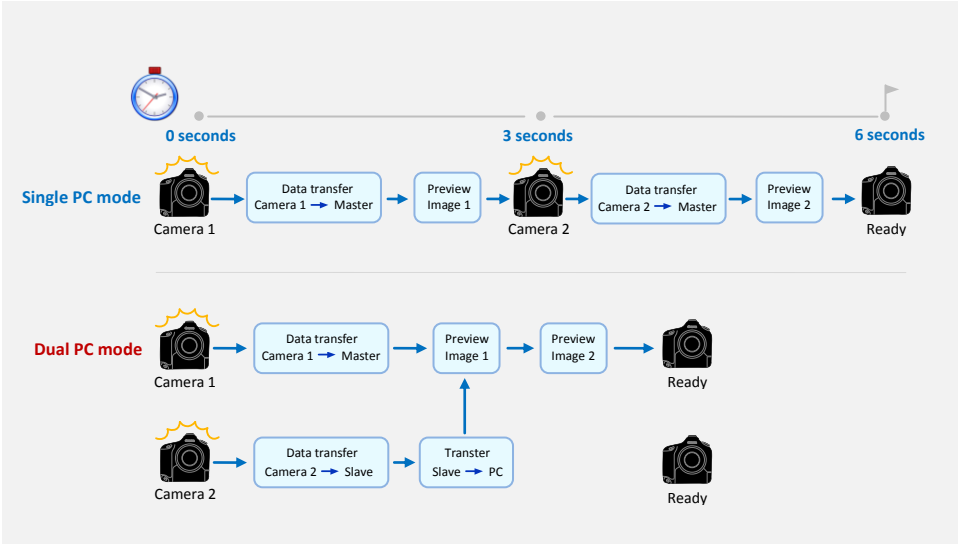 0 seconds
3 seconds
6 seconds
Single PC mode
Camera 1
Data transfer
Camera 1 → Master
Preview
Image 1
Camera 2
Data transfer
Camera 2 → Master
Preview
Image 2
Ready
Dual PC mode
Camera 1
Data transfer
Camera 1 → Master
Preview
Image 1
Preview
Image 2
Ready
Camera 2
Data transfer
Camera 2 → Slave
Transter
Slave → PC
Ready